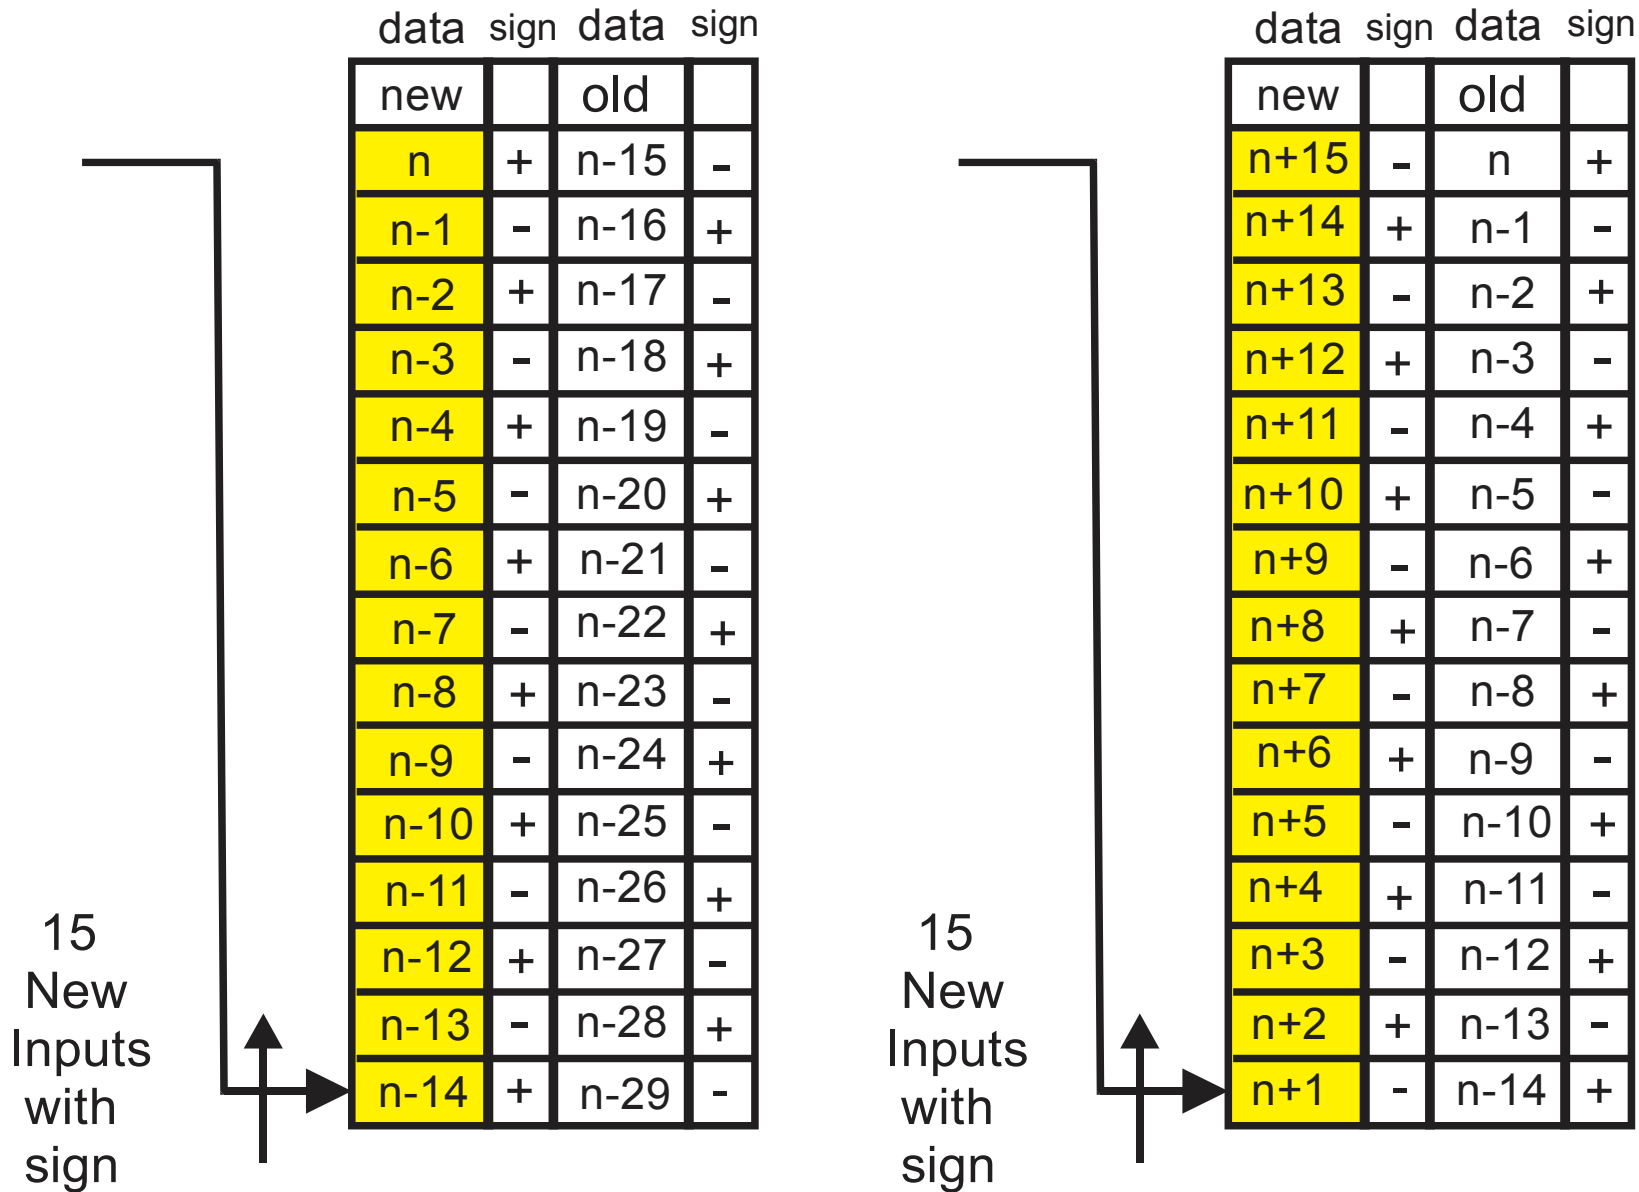 data sign data sign
new old
n + n-15 -
n-1 - n-16 +
n-2 + n-17 -
n-3 - n-18 +
n-4 + n-19 -
n-5 - n-20 +
n-6 + n-21 -
n-7 - n-22 +
n-8 + n-23 -
n-9 - n-24 +
n-10 + n-25 -
n-11 - n-26 +
n-12 + n-27 -
n-13 - n-28 +
n-14 + n-29 -
15
New
Inputs
with
sign
data sign data sign
new old
n+15 - n +
n+14 + n-1 -
n+13 - n-2 +
n+12 + n-3 -
n+11 - n-4 +
n+10 + n-5 -
n+9 - n-6 +
n+8 + n-7 -
n+7 - n-8 +
n+6 + n-9 -
n+5 - n-10 +
n+4 + n-11 -
n+3 - n-12 +
n+2 + n-13 -
n+1 - n-14 +
15
New
Inputs
with
sign